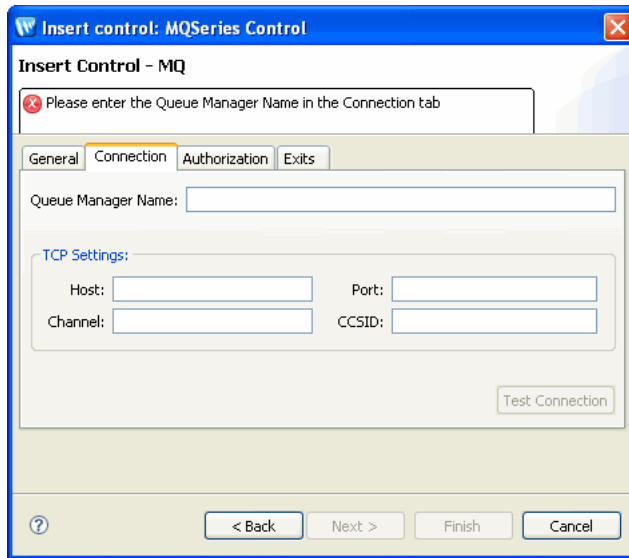 Insert control: MQSeries Control
Insert Control - MQ
Please enter the Queue Manager Name in the Connection tab
General Connection Authorization Exits
Queue Manager Name:
TCP Settings:
Host: Port:
Channel: CCSID:
Test Connection
? < Back Next > Finish Cancel